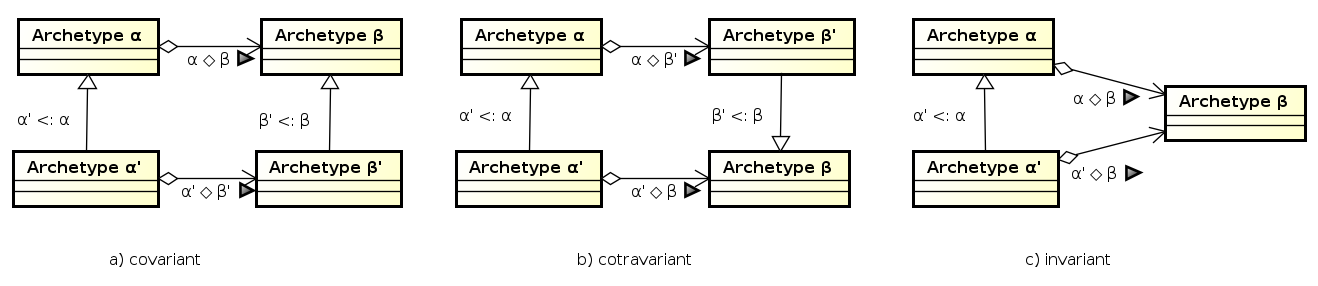 Archetype α
Archetype β
α ◇ β
α' <: α
β' <: β
Archetype α'
Archetype β'
α' ◇ β'
a) covariant
Archetype α
Archetype β'
α ◇ β'
α' <: α
β' <: β
Archetype α'
Archetype β
α' ◇ β
b) cotravariant
Archetype α
Archetype β
α ◇ β
α' <: α
Archetype α'
α' ◇ β
c) invariant